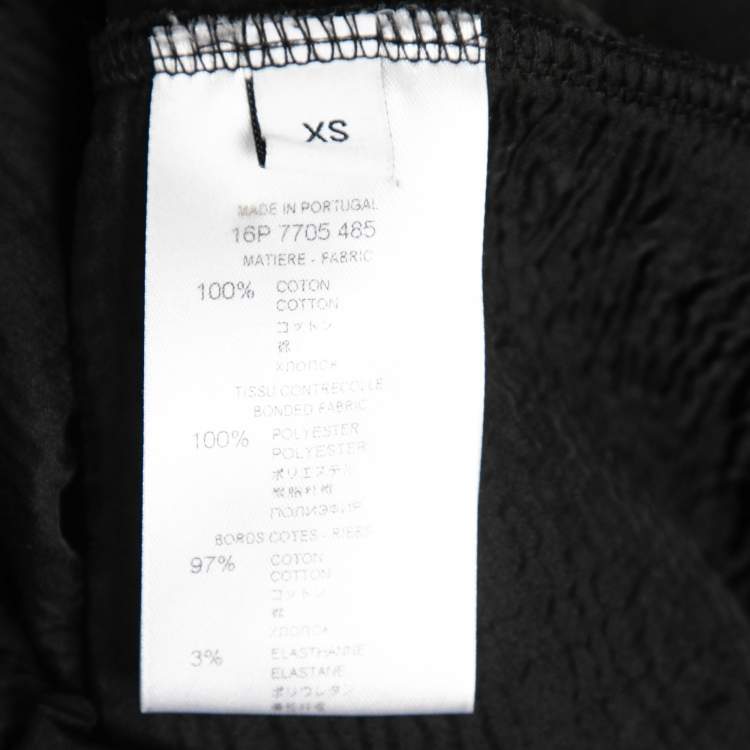 XS
MADE IN PORTUGAL
16P 7705 485
MATIERE - FABRIC
100% COTON
COTTON
コットン
棉
хлопок
TISSU CONTRECOLLE
BONDED FABRIC
100% POLYESTER
POLYESTER
ポリエステル
聚酯纤维
ПОЛИЭФИР
BORDS COTES - RIBBS
97% COTON
COTTON
コットン
棉
хлопок
3% ELASTHANNE
ELASTANE
ポリウレタン